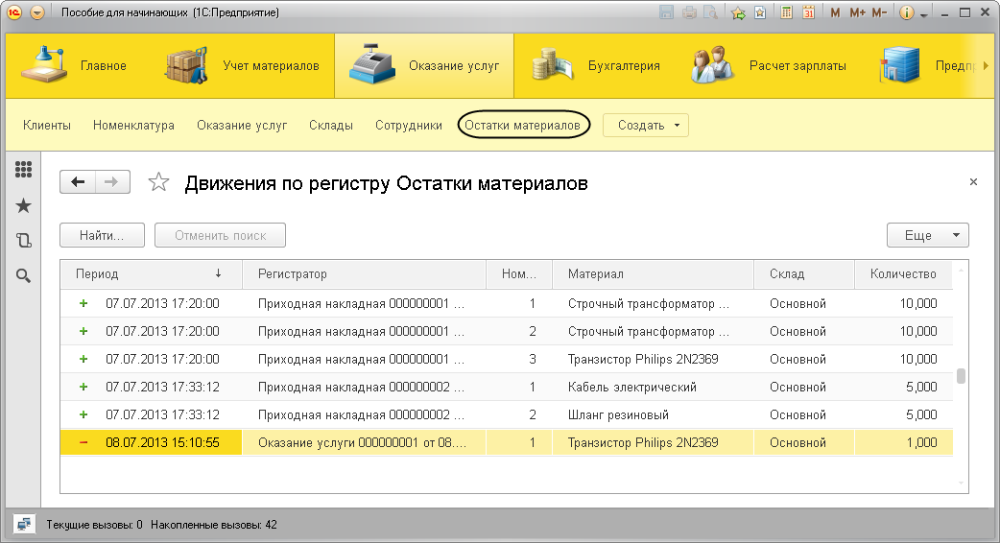 Пособие для начинающих (1С:Предприятие)
M M+ M-
Главное Учет материалов Оказание услуг Бухгалтерия Расчет зарплаты Предпр
Клиенты Номенклатура Оказание услуг Склады Сотрудники Остатки материалов Создать
Движения по регистру Остатки материалов
Найти... Отменить поиск Еще
Период Регистратор Ном... Материал Склад Количество
07.07.2013 17:20:00 Приходная накладная 000000001 ... 1 Строчный трансформатор ... Основной 10,000
07.07.2013 17:20:00 Приходная накладная 000000001 ... 2 Строчный трансформатор ... Основной 10,000
07.07.2013 17:20:00 Приходная накладная 000000001 ... 3 Транзистор Philips 2N2369 Основной 10,000
07.07.2013 17:33:12 Приходная накладная 000000002 ... 1 Кабель электрический Основной 5,000
07.07.2013 17:33:12 Приходная накладная 000000002 ... 2 Шланг резиновый Основной 5,000
08.07.2013 15:10:55 Оказание услуги 000000001 от 08.... 1 Транзистор Philips 2N2369 Основной 1,000
Текущие вызовы: 0 Накопленные вызовы: 42